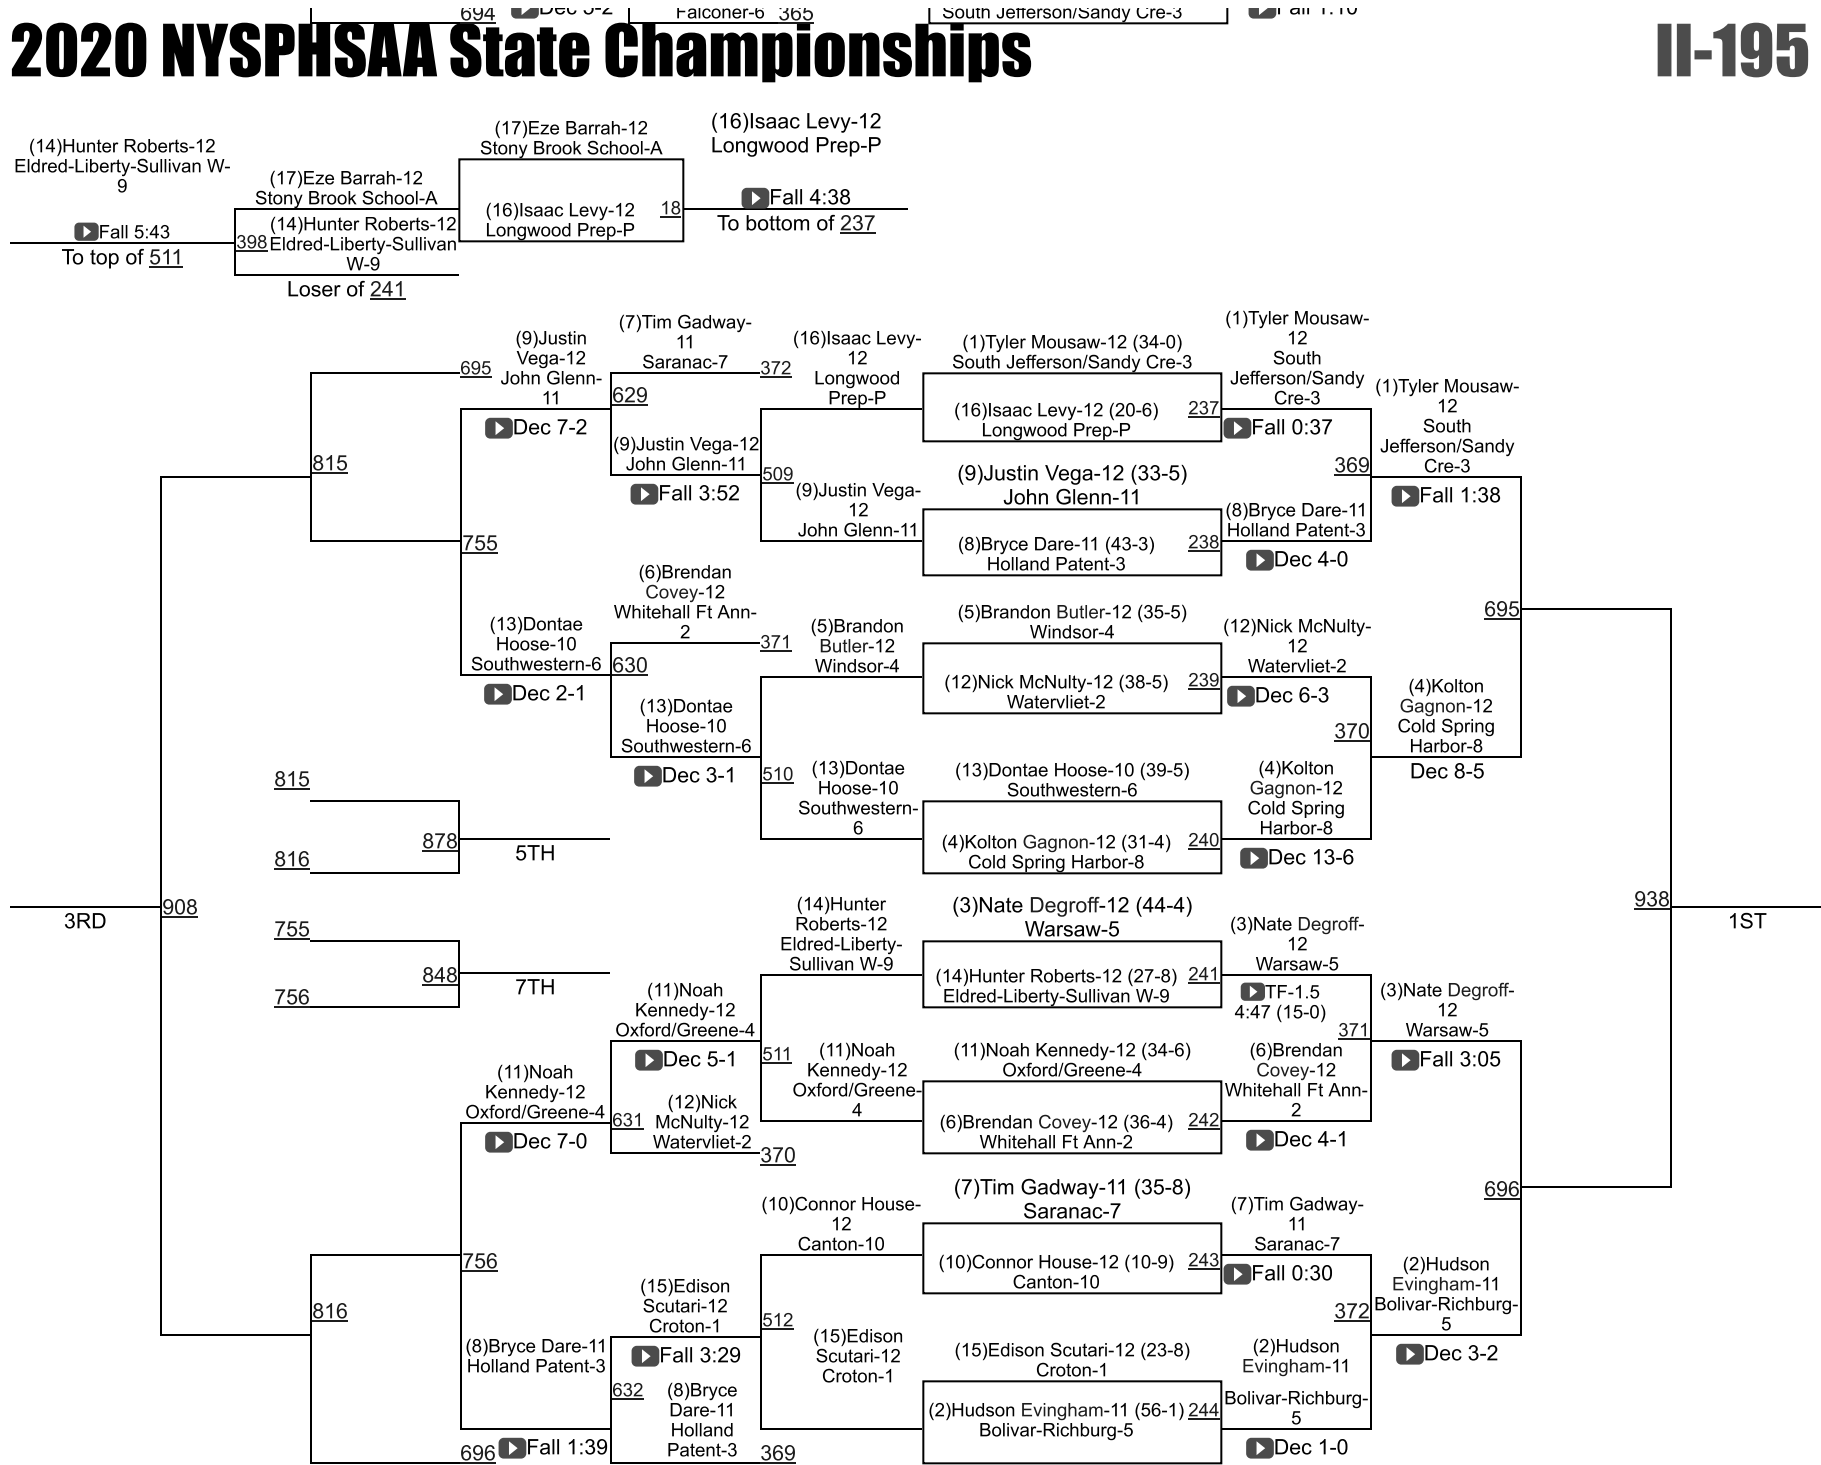 694 Dec 5-2 Falconer-6 365 South Jefferson/Sandy Cre-3 Fall 1:10
2020 NYSPHSAA State Championships
II-195
(14)Hunter Roberts-12
Eldred-Liberty-Sullivan W-
9
Fall 5:43
To top of 511
(17)Eze Barrah-12
Stony Brook School-A
398
(14)Hunter Roberts-12
Eldred-Liberty-Sullivan
W-9
Loser of 241
(17)Eze Barrah-12
Stony Brook School-A
(16)Isaac Levy-12
Longwood Prep-P
18
(16)Isaac Levy-12
Longwood Prep-P
Fall 4:38
To bottom of 237
695
815
(9)Justin
Vega-12
John Glenn-
11
Dec 7-2
755
(13)Dontae
Hoose-10
Southwestern-6
Dec 2-1
(7)Tim Gadway-
11
Saranac-7
372
629
(9)Justin Vega-12
John Glenn-11
Fall 3:52
(6)Brendan
Covey-12
Whitehall Ft Ann-
2
371
630
(13)Dontae
Hoose-10
Southwestern-6
Dec 3-1
(16)Isaac Levy-
12
Longwood
Prep-P
509
(9)Justin Vega-
12
John Glenn-11
(5)Brandon
Butler-12
Windsor-4
510
(13)Dontae
Hoose-10
Southwestern-
6
(1)Tyler Mousaw-12 (34-0)
South Jefferson/Sandy Cre-3
(16)Isaac Levy-12 (20-6)
Longwood Prep-P
237
(9)Justin Vega-12 (33-5)
John Glenn-11
(8)Bryce Dare-11 (43-3)
Holland Patent-3
238
(5)Brandon Butler-12 (35-5)
Windsor-4
(12)Nick McNulty-12 (38-5)
Watervliet-2
239
(13)Dontae Hoose-10 (39-5)
Southwestern-6
(4)Kolton Gagnon-12 (31-4)
Cold Spring Harbor-8
240
(1)Tyler Mousaw-
12
South
Jefferson/Sandy
Cre-3
Fall 0:37
369
(8)Bryce Dare-11
Holland Patent-3
Dec 4-0
(12)Nick McNulty-
12
Watervliet-2
Dec 6-3
370
(4)Kolton
Gagnon-12
Cold Spring
Harbor-8
Dec 13-6
(1)Tyler Mousaw-
12
South
Jefferson/Sandy
Cre-3
Fall 1:38
695
(4)Kolton
Gagnon-12
Cold Spring
Harbor-8
Dec 8-5
815
878
816
5TH
3RD
908
755
848
756
7TH
938
1ST
(14)Hunter
Roberts-12
Eldred-Liberty-
Sullivan W-9
(11)Noah
Kennedy-12
Oxford/Greene-4
Dec 5-1
511
(11)Noah
Kennedy-12
Oxford/Greene-
4
(11)Noah
Kennedy-12
Oxford/Greene-4
Dec 7-0
631
(12)Nick
McNulty-12
Watervliet-2
370
(3)Nate Degroff-12 (44-4)
Warsaw-5
(14)Hunter Roberts-12 (27-8)
Eldred-Liberty-Sullivan W-9
241
(11)Noah Kennedy-12 (34-6)
Oxford/Greene-4
(6)Brendan Covey-12 (36-4)
Whitehall Ft Ann-2
242
(3)Nate Degroff-
12
Warsaw-5
TF-1.5
4:47 (15-0)
371
(6)Brendan
Covey-12
Whitehall Ft Ann-
2
Dec 4-1
(3)Nate Degroff-
12
Warsaw-5
Fall 3:05
696
756
816
(8)Bryce Dare-11
Holland Patent-3
696
Fall 1:39
(15)Edison
Scutari-12
Croton-1
Fall 3:29
632
(8)Bryce
Dare-11
Holland
Patent-3
369
(10)Connor House-
12
Canton-10
512
(15)Edison
Scutari-12
Croton-1
(7)Tim Gadway-11 (35-8)
Saranac-7
(10)Connor House-12 (10-9)
Canton-10
243
(15)Edison Scutari-12 (23-8)
Croton-1
(2)Hudson Evingham-11 (56-1)
Bolivar-Richburg-5
244
(7)Tim Gadway-
11
Saranac-7
Fall 0:30
372
(2)Hudson
Evingham-11
Bolivar-Richburg-
5
Dec 1-0
(2)Hudson
Evingham-11
Bolivar-Richburg-
5
Dec 3-2